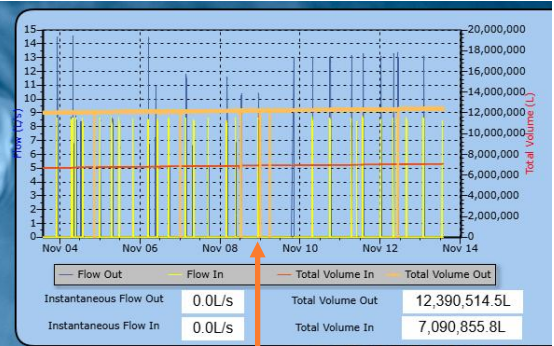 15 20,000,000
14 18,000,000
13
12 16,000,000
11 14,000,000
10
9 12,000,000
8
7 10,000,000
6 8,000,000
5
4 6,000,000
3 4,000,000
2
1 2,000,000
0 0
Flow (L/s)
Total Volume (L)
Nov 04 Nov 06 Nov 08 Nov 10 Nov 12 Nov 14
Flow Out Flow In Total Volume In Total Volume Out
Instantaneous Flow Out 0.0L/s Total Volume Out 12,390,514.5L
Instantaneous Flow In 0.0L/s Total Volume In 7,090,855.8L